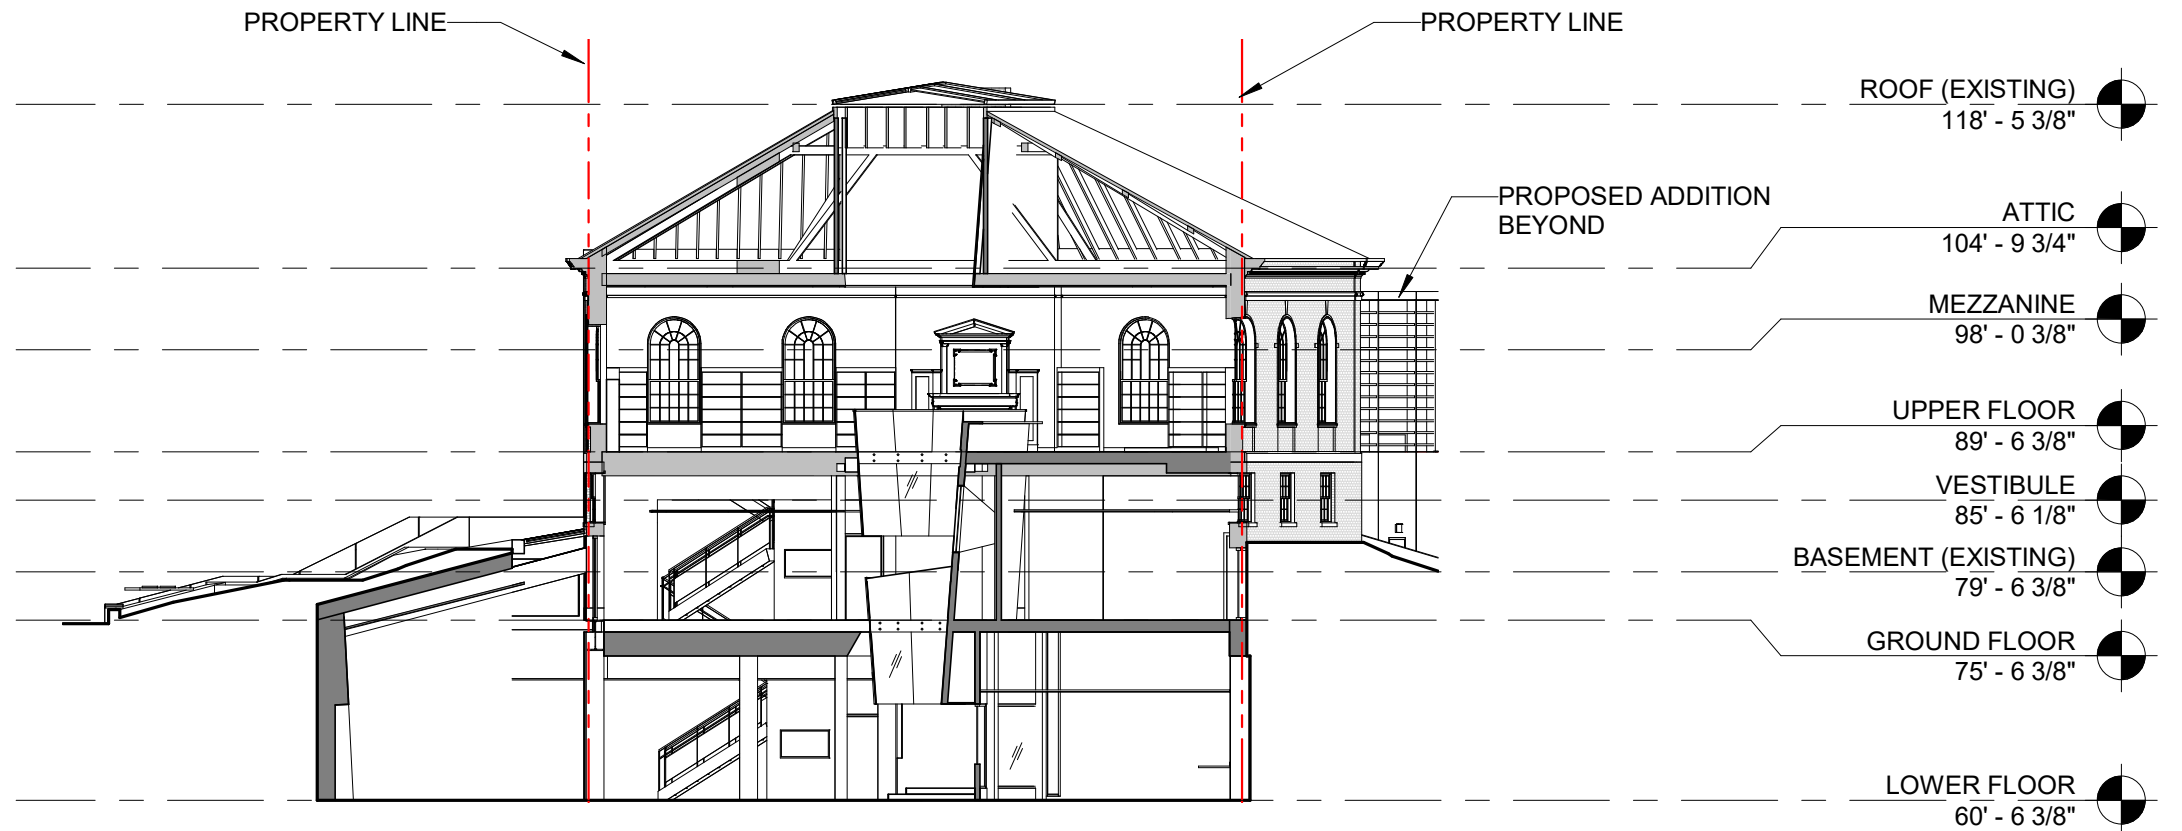 PROPERTY LINE
PROPERTY LINE
ROOF (EXISTING)
118' - 5 3/8"
PROPOSED ADDITION
BEYOND
ATTIC
104' - 9 3/4"
MEZZANINE
98' - 0 3/8"
UPPER FLOOR
89' - 6 3/8"
VESTIBULE
85' - 6 1/8"
BASEMENT (EXISTING)
79' - 6 3/8"
GROUND FLOOR
75' - 6 3/8"
LOWER FLOOR
60' - 6 3/8"